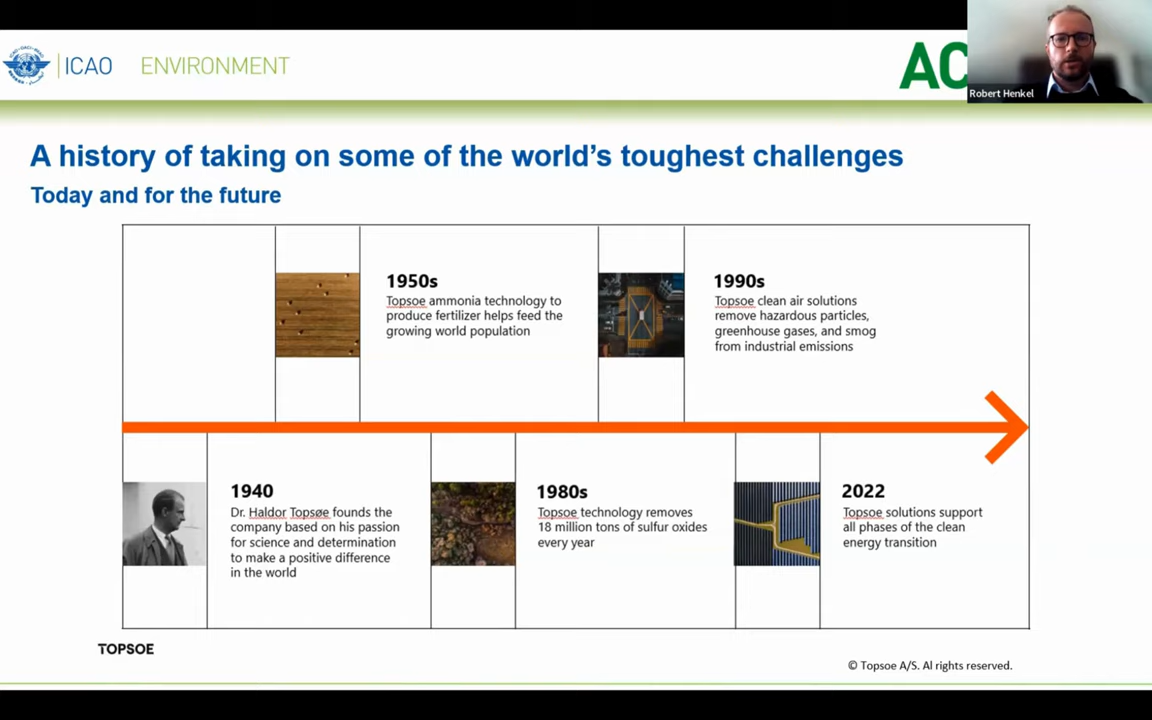 ICAO ENVIRONMENT
AC
Robert Henkel
A history of taking on some of the world's toughest challenges
Today and for the future
1950s
Topsoe ammonia technology to
produce fertilizer helps feed the
growing world population
1990s
Topsoe clean air solutions
remove hazardous particles,
greenhouse gases, and smog
from industrial emissions
1940
Dr. Haldor Topsøe founds the
company based on his passion
for science and determination
to make a positive difference
in the world
1980s
Topsoe technology removes
18 million tons of sulfur oxides
every year
2022
Topsoe solutions support
all phases of the clean
energy transition
TOPSOE
© Topsoe A/S. Al rights reserved.